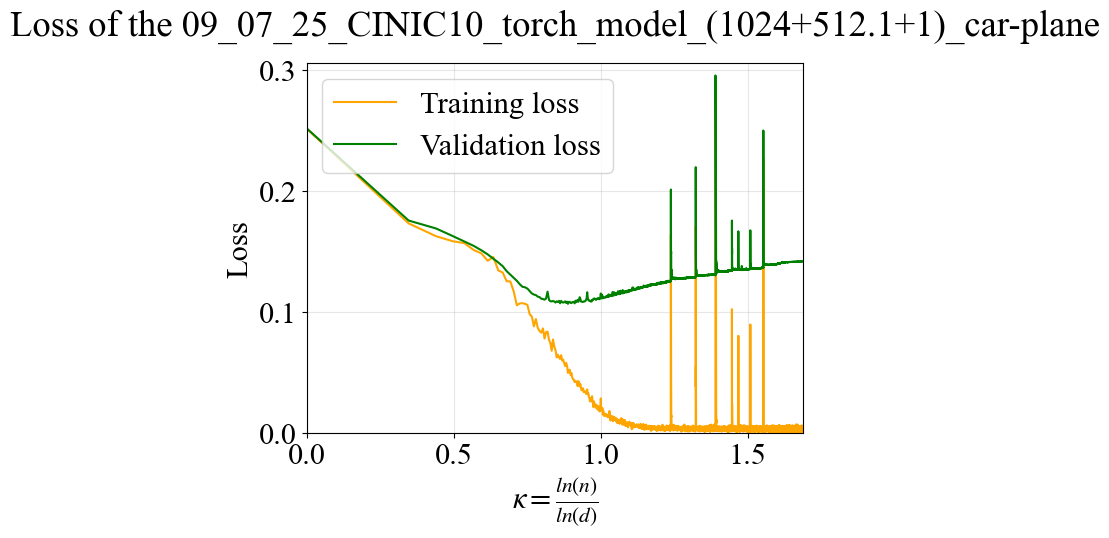 Loss of the 09_07_25_CINIC10_torch_model_(1024+512.1+1)_car-plane
0.3
0.2
0.1
0.0
Loss
Training loss
Validation loss
0.0 0.5 1.0 1.5
κ = ln(n) / ln(d)